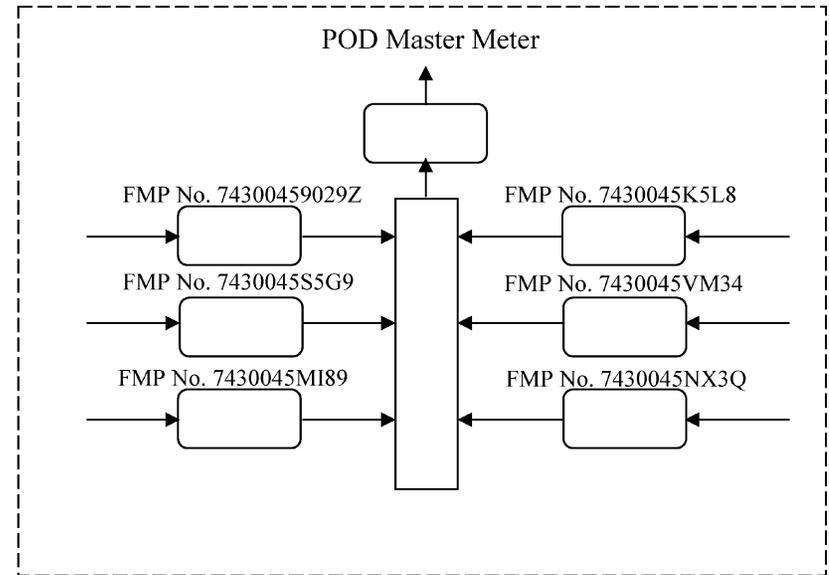 POD Master Meter
FMP No. 74300459029Z
FMP No. 7430045K5L8
FMP No. 7430045S5G9
FMP No. 7430045VM34
FMP No. 7430045MI89
FMP No. 7430045NX3Q